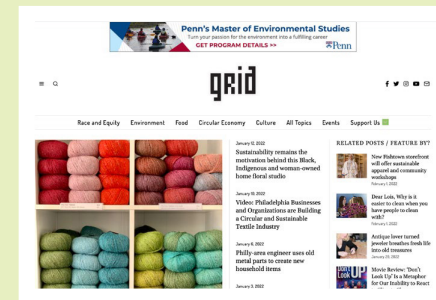 Penn's Master of Environmental Studies
Turn your passion for the environment into a fulfilling career
GET PROGRAM DETAILS >>
Penn
grid
Race and Equity Environment Food Circular Economy Culture All Topics Events Support Us
January 12, 2022
Sustainability remains the
motivation behind this Black,
Indigenous and woman-owned
home floral studio
January 10, 2022
Video: Philadelphia Businesses
and Organizations are Building
a Circular and Sustainable
Textile Industry
January 6, 2022
Philly-area engineer uses old
metal parts to create new
household items
January 3, 2022
RELATED POSTS / FEATURE BY?
New Fishtown storefront
will offer sustainable
apparel and community
workshops
February 1, 2022
Dear Lois, Why is it
easier to clean when you
have people to clean
with?
February 1, 2022
Antique lover turned
jeweler breathes fresh life
into old treasures
Movie Review: 'Don't
Look Up' Is a Metaphor
for Our Inability to React